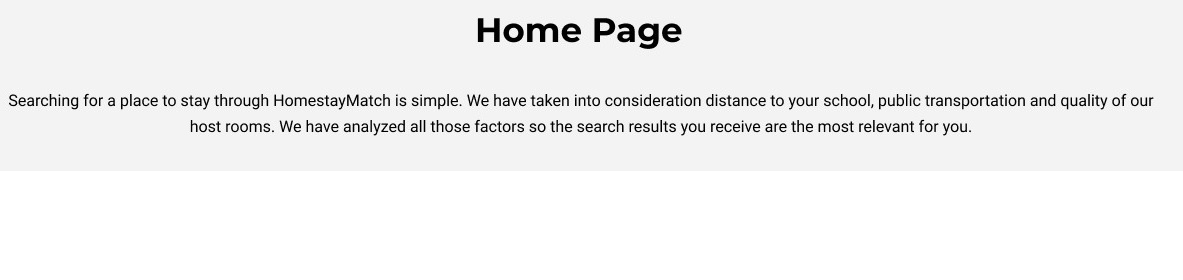 Home Page
Searching for a place to stay through HomestayMatch is simple. We have taken into consideration distance to your school, public transportation and quality of our
host rooms. We have analyzed all those factors so the search results you receive are the most relevant for you.